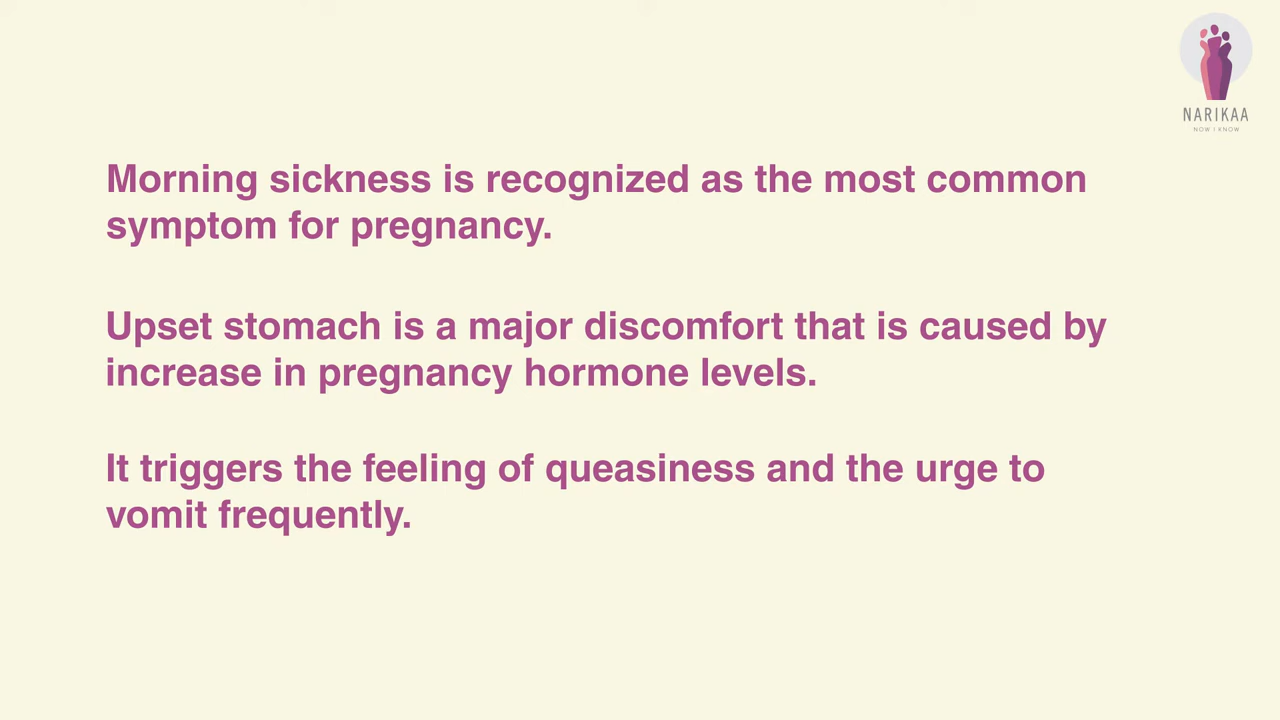 NARIKAA
NOW I KNOW
Morning sickness is recognized as the most common
symptom for pregnancy.
Upset stomach is a major discomfort that is caused by
increase in pregnancy hormone levels.
It triggers the feeling of queasiness and the urge to
vomit frequently.